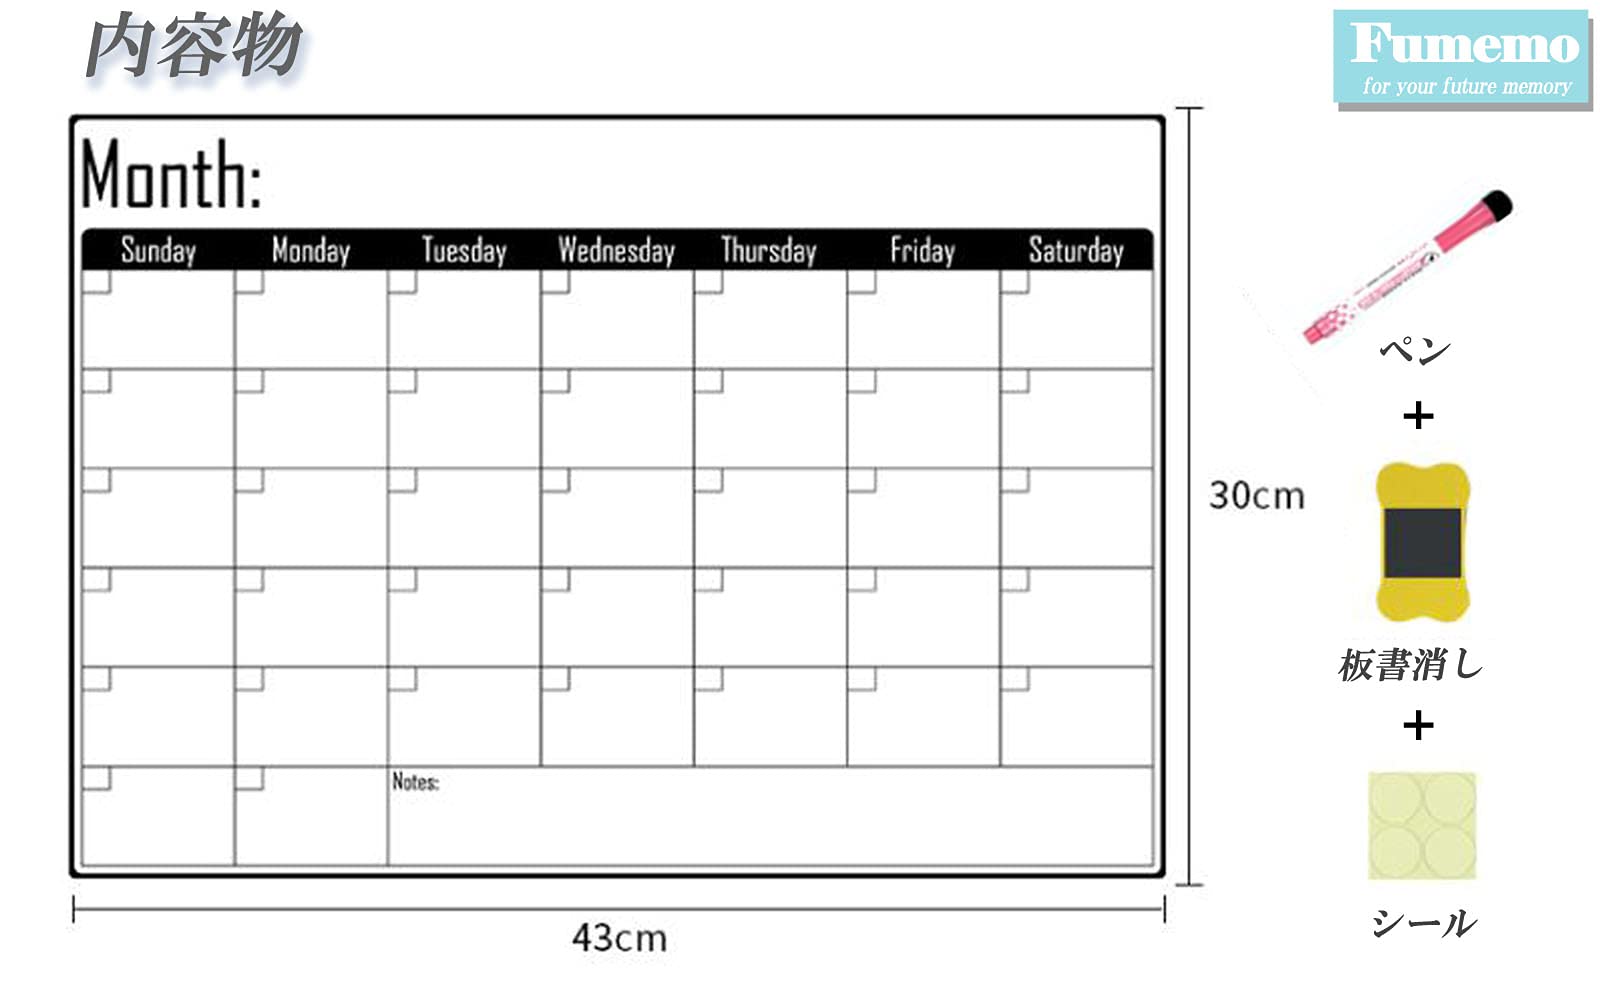 内容物
Fumemo
for your future memory
Month:
Sunday Monday Tuesday Wednesday Thursday Friday Saturday
Notes:
30cm
43cm
ペン
+
板書消し
+
シール